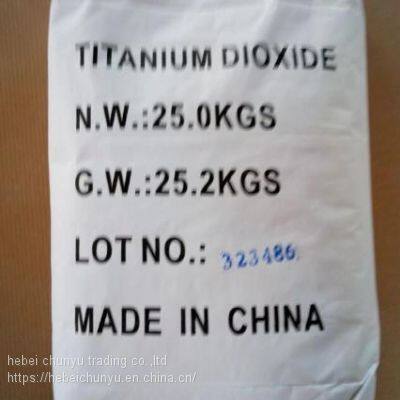 TITANIUM DIOXIDE
N.W.:25.0KGS
G.W.:25.2KGS
LOT NO.: 323486
MADE IN CHINA
hebei chunyu trading co.,ltd
https://hebeichunyu.en.china.cn/